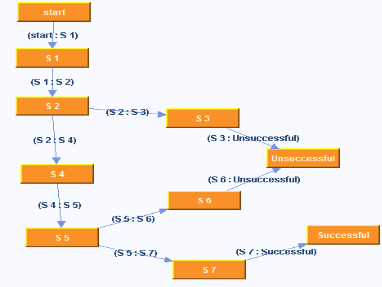 start
(start : S 1)
S 1
(S 1 : S 2)
S 2
(S 2 : S 3)
S 3
(S 2 : S 4)
(S 3 : Unsuccessful)
Unsuccessful
S 4
(S 6 : Unsuccessful)
(S 4 : S 5)
S 6
(S 5 : S 6)
S 5
Successful
(S 5 : S 7)
(S 7 : Successful)
S 7